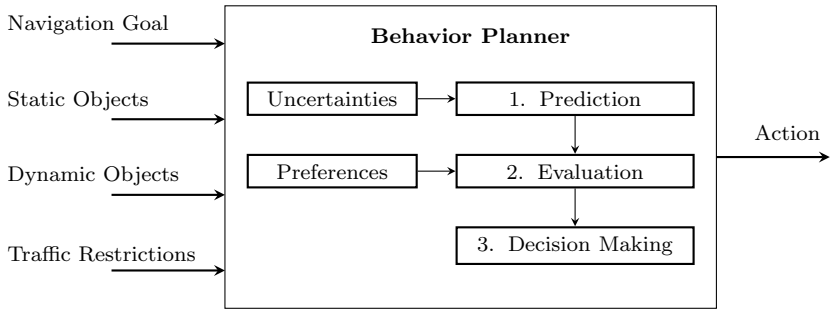 Navigation Goal
Behavior Planner
Static Objects
Uncertainties
1. Prediction
Action
Dynamic Objects
Preferences
2. Evaluation
Traffic Restrictions
3. Decision Making